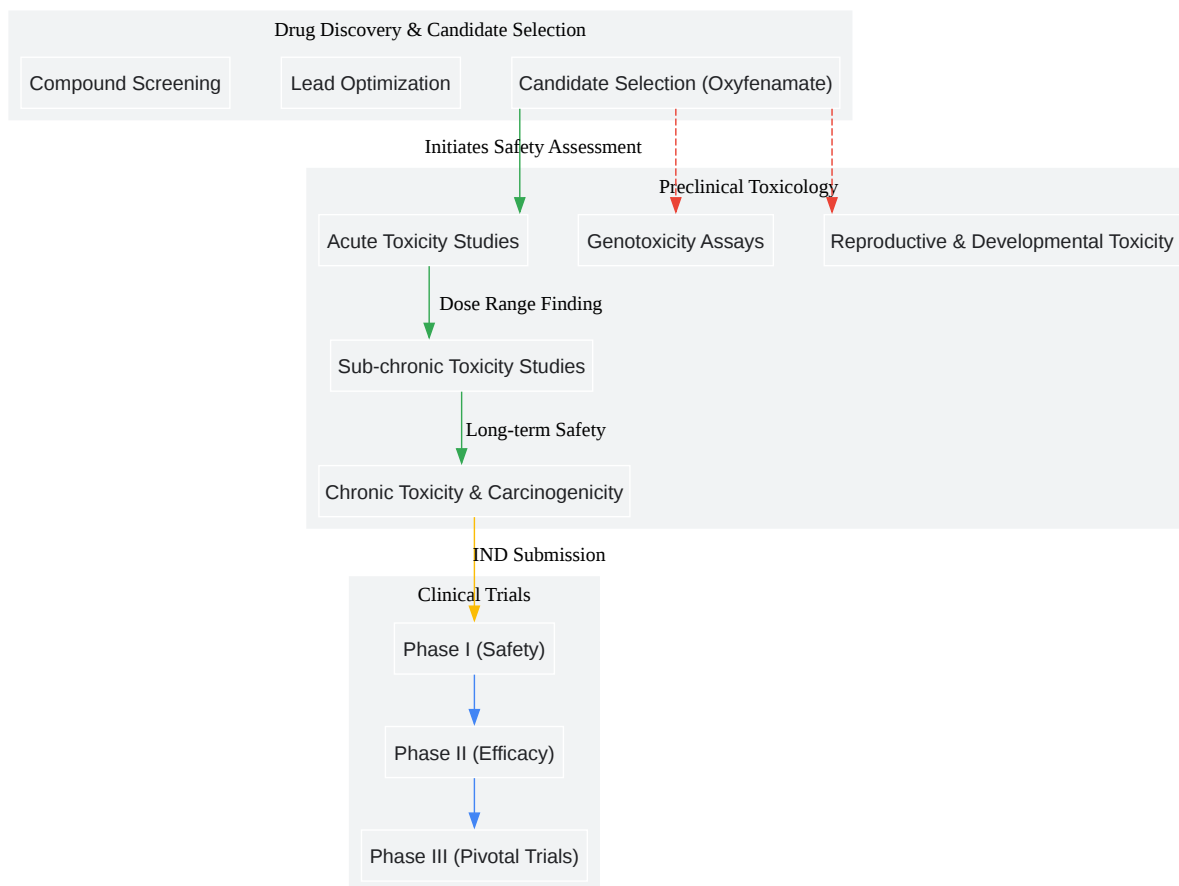 Drug Discovery & Candidate Selection
Compound Screening
Lead Optimization
Candidate Selection (Oxyfenamate)
Initiates Safety Assessment
Preclinical Toxicology
Acute Toxicity Studies
Genotoxicity Assays
Reproductive & Developmental Toxicity
Dose Range Finding
Sub-chronic Toxicity Studies
Long-term Safety
Chronic Toxicity & Carcinogenicity
IND Submission
Clinical Trials
Phase I (Safety)
Phase II (Efficacy)
Phase III (Pivotal Trials)